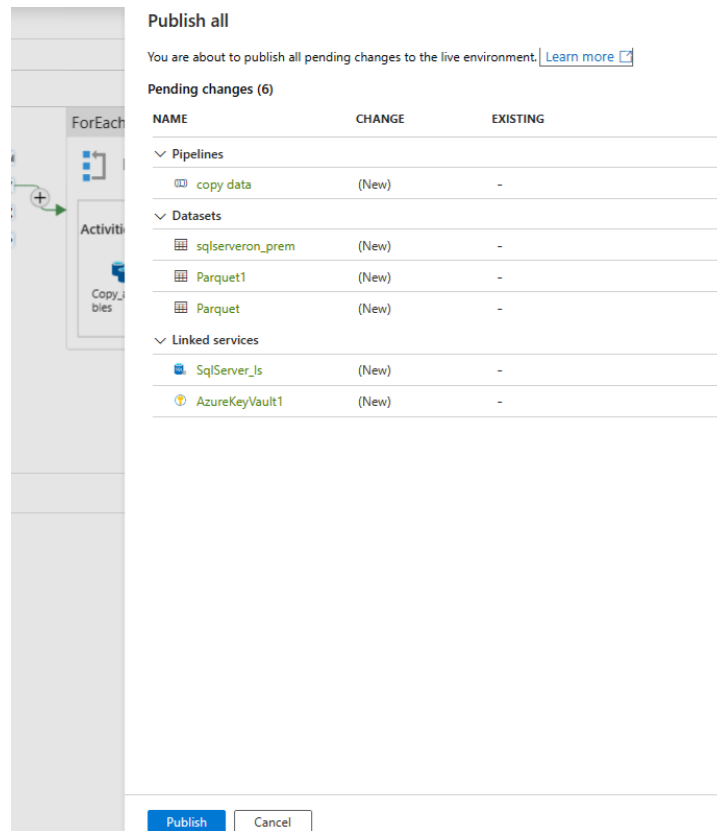 Publish all
You are about to publish all pending changes to the live environment. Learn more
Pending changes (6)
NAME CHANGE EXISTING
Pipelines
copy data (New) -
Datasets
sqlserveron_prem (New) -
Parquet1 (New) -
Parquet (New) -
Linked services
SqlServer_ls (New) -
AzureKeyVault1 (New) -
Publish Cancel
ForEach
Activiti
Copy_a
bles